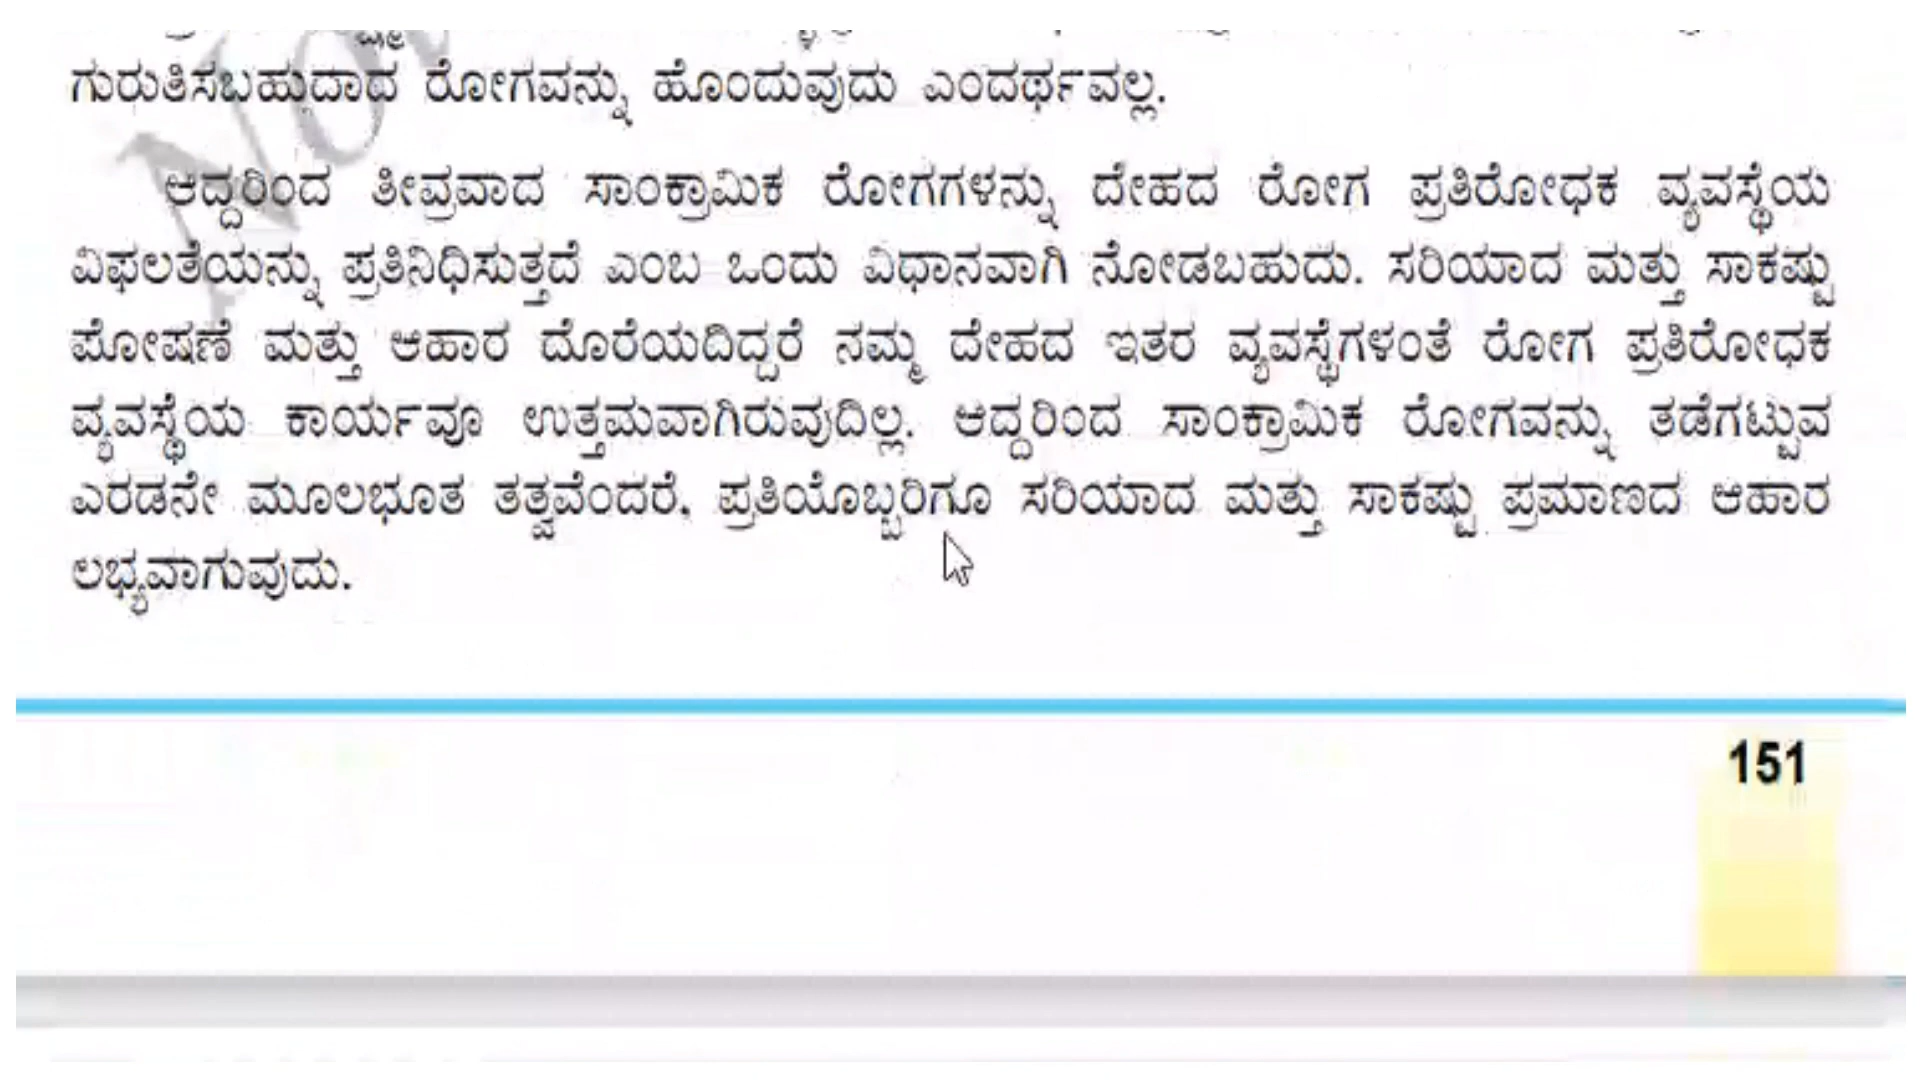 ಗುರುತಿಸಬಹುದಾದ ರೋಗವನ್ನು ಹೊಂದುವುದು ಎಂದರ್ಥವಲ್ಲ.
ಆದ್ದರಿಂದ ತೀವ್ರವಾದ ಸಾಂಕ್ರಾಮಿಕ ರೋಗಗಳನ್ನು ದೇಹದ ರೋಗ ಪ್ರತಿರೋಧಕ ವ್ಯವಸ್ಥೆಯ
ವಿಫಲತೆಯನ್ನು ಪ್ರತಿನಿಧಿಸುತ್ತದೆ ಎಂಬ ಒಂದು ವಿಧಾನವಾಗಿ ನೋಡಬಹುದು. ಸರಿಯಾದ ಮತ್ತು ಸಾಕಷ್ಟು
ಪೋಷಣೆ ಮತ್ತು ಆಹಾರ ದೊರೆಯದಿದ್ದರೆ ನಮ್ಮ ದೇಹದ ಇತರ ವ್ಯವಸ್ಥೆಗಳಂತೆ ರೋಗ ಪ್ರತಿರೋಧಕ
ವ್ಯವಸ್ಥೆಯ ಕಾರ್ಯವೂ ಉತ್ತಮವಾಗಿರುವುದಿಲ್ಲ. ಆದ್ದರಿಂದ ಸಾಂಕ್ರಾಮಿಕ ರೋಗವನ್ನು ತಡೆಗಟ್ಟುವ
ಎರಡನೇ ಮೂಲಭೂತ ತತ್ವವೆಂದರೆ, ಪ್ರತಿಯೊಬ್ಬರಿಗೂ ಸರಿಯಾದ ಮತ್ತು ಸಾಕಷ್ಟು ಪ್ರಮಾಣದ ಆಹಾರ
ಲಭ್ಯವಾಗುವುದು.
151